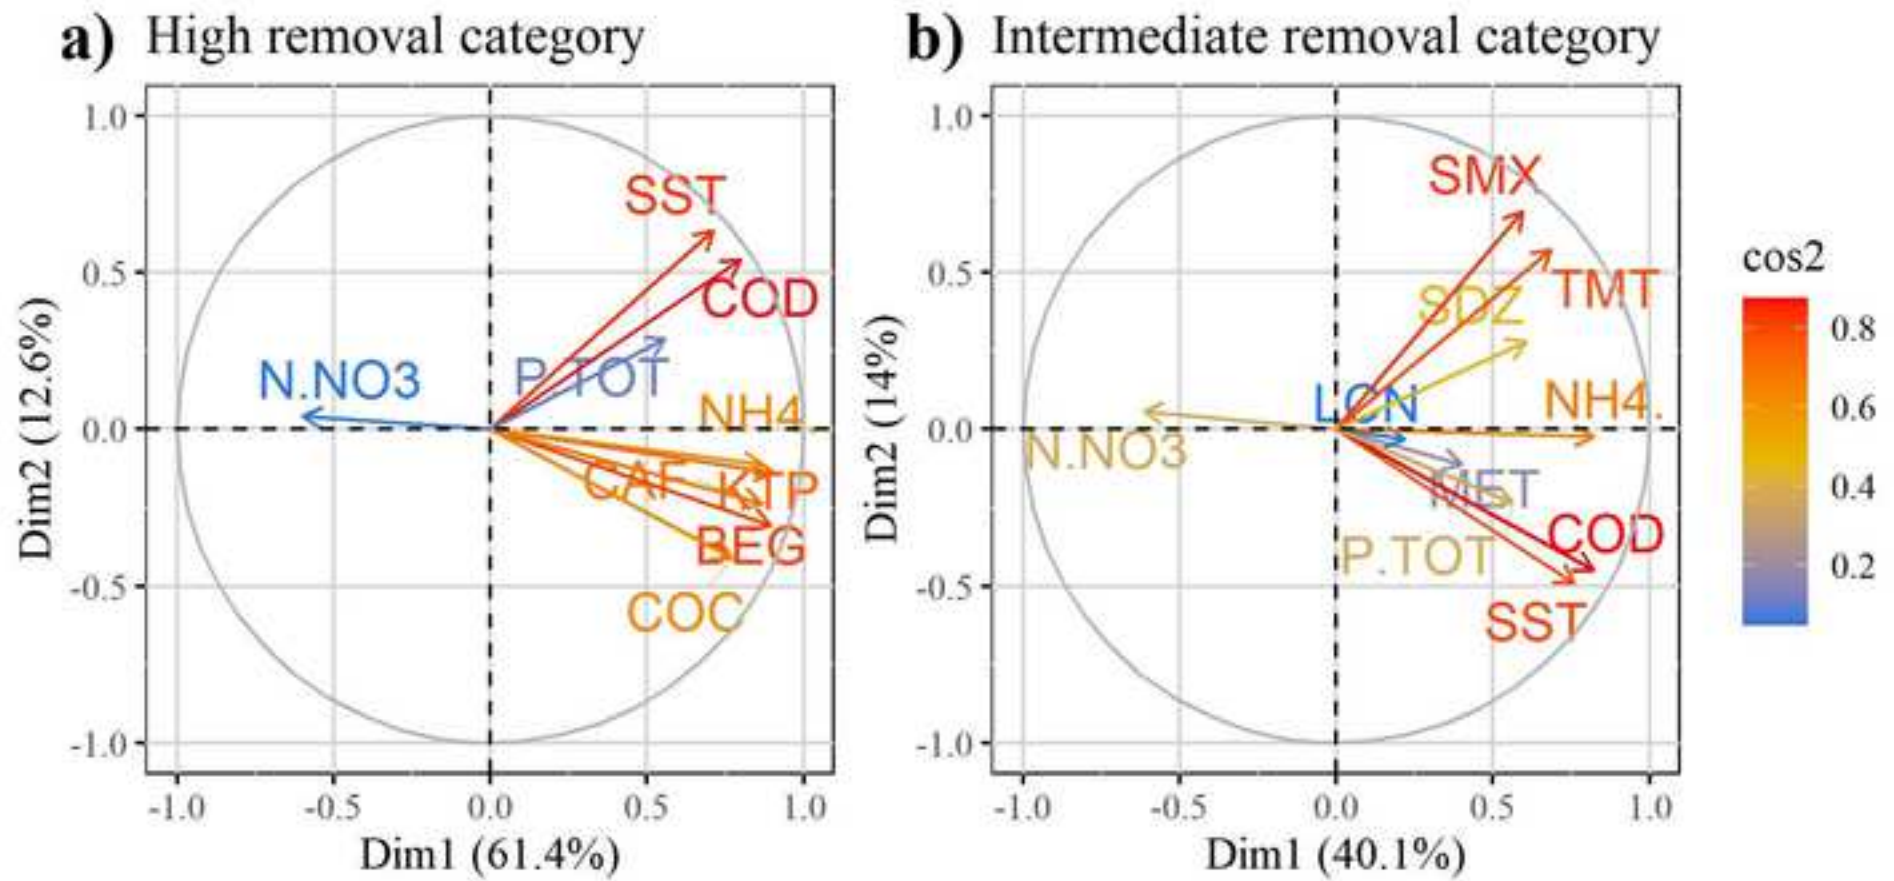 a) High removal category
1.0
0.5
0.0
-0.5
-1.0
Dim2 (12.6%)
SST
COD
P.TOT
N.NO3
NH4.
CAF
KTP
BEG
COC
-1.0 -0.5 0.0 0.5 1.0
Dim1 (61.4%)
b) Intermediate removal category
1.0
0.5
0.0
-0.5
-1.0
Dim2 (14%)
SMX
TMT
SDZ
LCN
NH4.
N.NO3
MET
COD
P.TOT
SST
-1.0 -0.5 0.0 0.5 1.0
Dim1 (40.1%)
cos2
0.8
0.6
0.4
0.2